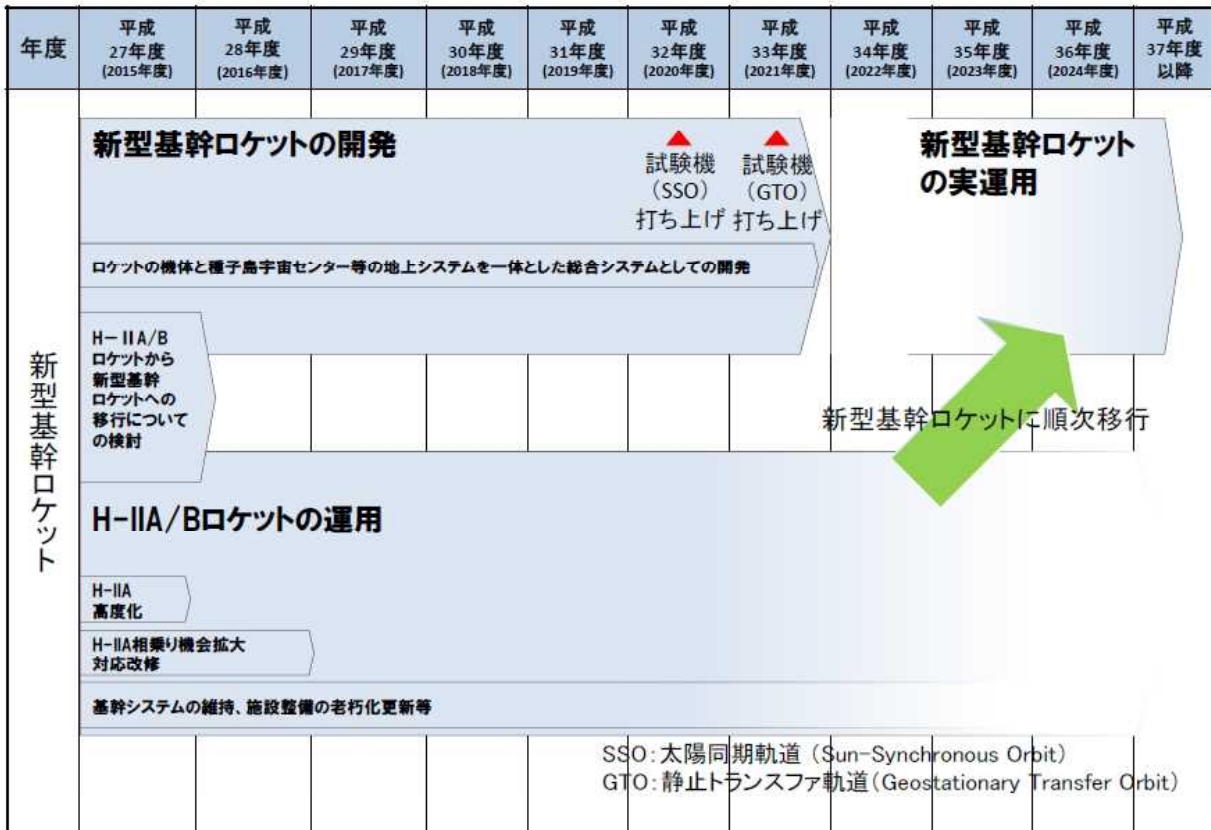 年度
平成
27年度
(2015年度)
平成
28年度
(2016年度)
平成
29年度
(2017年度)
平成
30年度
(2018年度)
平成
31年度
(2019年度)
平成
32年度
(2020年度)
平成
33年度
(2021年度)
平成
34年度
(2022年度)
平成
35年度
(2023年度)
平成
36年度
(2024年度)
平成
37年度
以降
新型基幹ロケット
新型基幹ロケットの開発
試験機
（SSO）
打ち上げ
試験機
（GTO）
打ち上げ
新型基幹ロケット
の実運用
ロケットの機体と種子島宇宙センター等の地上システムを一体とした総合システムとしての開発
H-ⅡA/B
ロケットから
新型基幹
ロケットへの
移行について
の検討
新型基幹ロケットに順次移行
H-ⅡA/Bロケットの運用
H-ⅡA
高度化
H-ⅡA相乗り機会拡大
対応改修
基幹システムの維持、施設整備の老朽化更新等
SSO：太陽同期軌道（Sun-Synchronous Orbit）
GTO：静止トランスファ軌道（Geostationary Transfer Orbit）